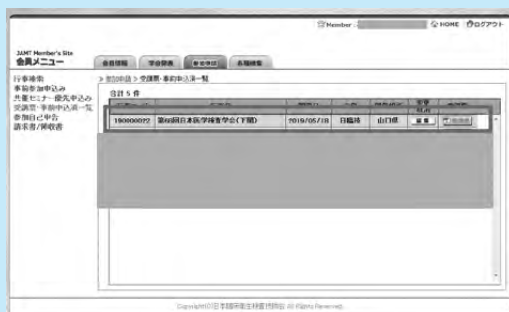 Member :
HOME
ログアウト
JAMT Member's Site
会員メニュー
会員情報
学会発表
参加申請
各種検索
行事検索
事前参加申込み
共催セミナー優先申込み
受講票・事前申込済一覧
参加自己申告
請求書/領収書
> 参加申請 > 受講票・事前申込済一覧
合計 5 件
190000022 第68回日本医学検査学会(下関) 2019/05/18 日臨技 山口県
Copyright(C)日本臨床衛生検査技師会 All Rights Reserved.